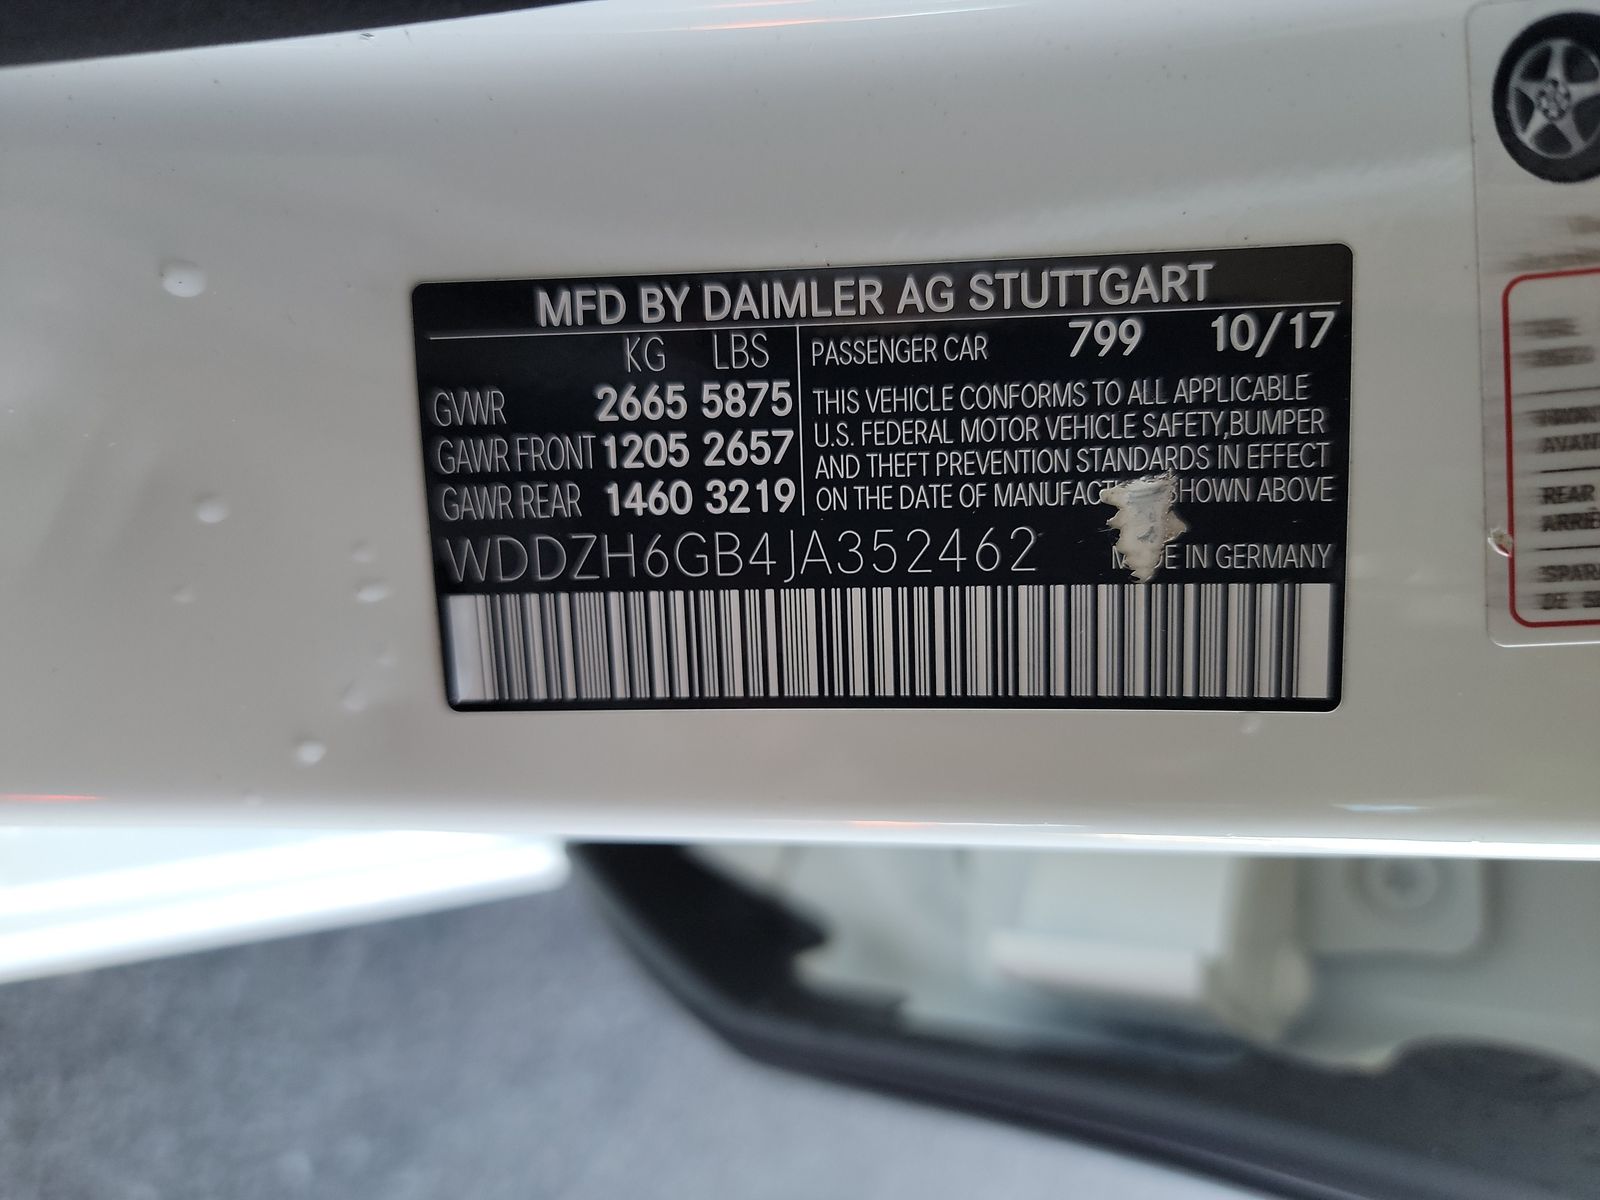 MFD BY DAIMLER AG STUTTGART
KG LBS
GVWR 2665 5875
GAWR FRONT 1205 2657
GAWR REAR 1460 3219
PASSENGER CAR 799 10/17
THIS VEHICLE CONFORMS TO ALL APPLICABLE
U.S. FEDERAL MOTOR VEHICLE SAFETY,BUMPER
AND THEFT PREVENTION STANDARDS IN EFFECT
ON THE DATE OF SHOWN ABOVE
WDDZH6GB4JA352462
IN GERMANY
REAR